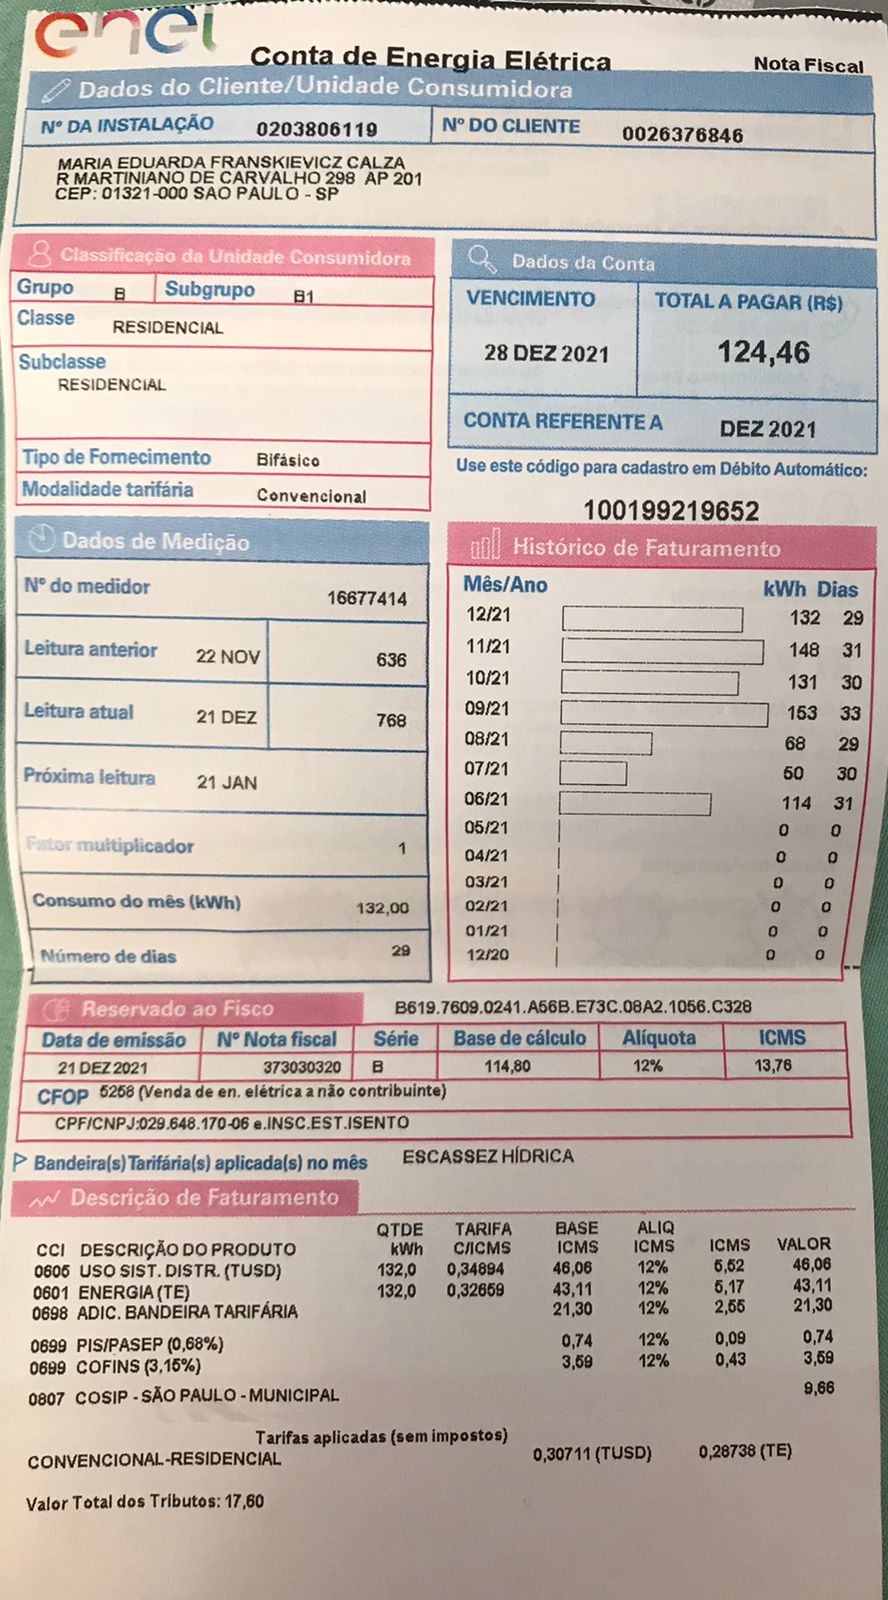 enel
Conta de Energia Elétrica
Nota Fiscal
Dados do Cliente/Unidade Consumidora
Nº DA INSTALAÇÃO 0203806119 Nº DO CLIENTE 0026376846
MARIA EDUARDA FRANSKIEVICZ CALZA
R MARTINIANO DE CARVALHO 298 AP 201
CEP: 01321-000 SAO PAULO - SP
Classificação da Unidade Consumidora
Grupo B Subgrupo B1
Classe RESIDENCIAL
Subclasse
RESIDENCIAL
Tipo de Fornecimento Bifásico
Modalidade tarifária Convencional
Dados da Conta
VENCIMENTO TOTAL A PAGAR (R$)
28 DEZ 2021 124,46
CONTA REFERENTE A DEZ 2021
Use este código para cadastro em Débito Automático:
100199219652
Dados de Medição
Nº do medidor 16677414
Leitura anterior 22 NOV 636
Leitura atual 21 DEZ 768
Próxima leitura 21 JAN
Fator multiplicador 1
Consumo do mês (kWh) 132,00
Número de dias 29
Histórico de Faturamento
Mês/Ano kWh Dias
12/21 132 29
11/21 148 31
10/21 131 30
09/21 153 33
08/21 68 29
07/21 50 30
06/21 114 31
05/21 0 0
04/21 0 0
03/21 0 0
02/21 0 0
01/21 0 0
12/20 0 0
Reservado ao Fisco B619.7609.0241.A56B.E73C.08A2.1056.C328
Data de emissão Nº Nota fiscal Série Base de cálculo Alíquota ICMS
21 DEZ 2021 373030320 B 114,80 12% 13,76
CFOP 5258 (Venda de en. elétrica a não contribuinte)
CPF/CNPJ:029.648.170-06 e.INSC.EST.ISENTO
Bandeira(s) Tarifária(s) aplicada(s) no mês ESCASSEZ HÍDRICA
Descrição de Faturamento
QTDE TARIFA BASE ALIQ
CCI DESCRIÇÃO DO PRODUTO kWh C/ICMS ICMS ICMS ICMS VALOR
0605 USO SIST. DISTR. (TUSD) 132,0 0,34894 46,06 12% 5,52 46,06
0601 ENERGIA (TE) 132,0 0,32659 43,11 12% 5,17 43,11
0698 ADIC. BANDEIRA TARIFÁRIA 21,30 12% 2,55 21,30
0699 PIS/PASEP (0,68%) 0,74 12% 0,09 0,74
0699 COFINS (3,15%) 3,59 12% 0,43 3,59
0807 COSIP - SÃO PAULO - MUNICIPAL 9,66
Tarifas aplicadas (sem impostos)
CONVENCIONAL-RESIDENCIAL 0,30711 (TUSD) 0,28738 (TE)
Valor Total dos Tributos: 17,60